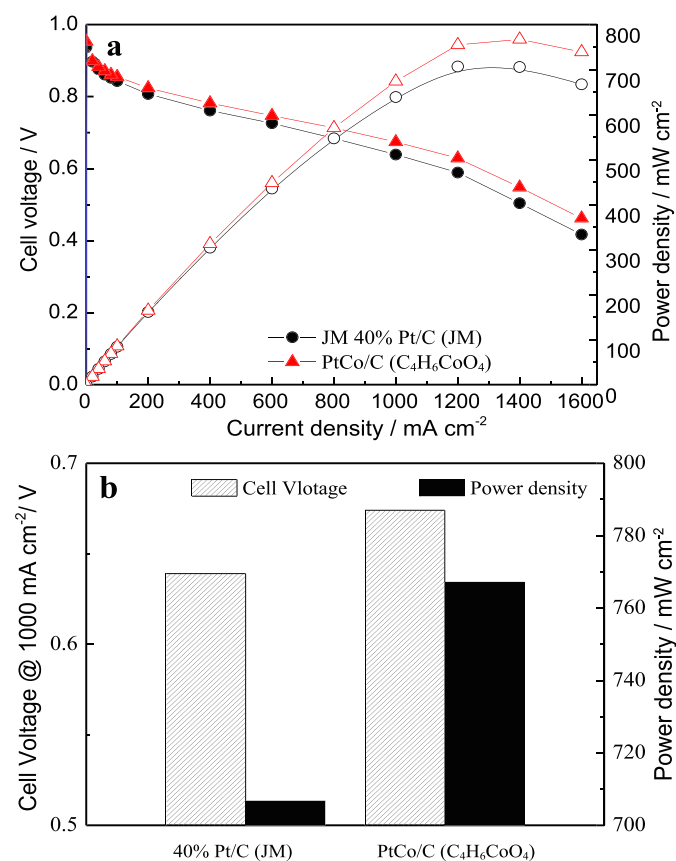 a
1.0
0.8
0.6
0.4
0.2
0.0
Cell voltage / V
800
700
600
500
400
300
200
100
0
Power density / mW cm⁻²
JM 40% Pt/C (JM)
PtCo/C (C₄H₆CoO₄)
0 200 400 600 800 1000 1200 1400 1600
Current density / mA cm⁻²
b
0.7
0.6
0.5
Cell Voltage @ 1000 mA cm⁻²/ V
Cell Vlotage
Power density
800
780
760
740
720
700
Power density / mW cm⁻²
40% Pt/C (JM)
PtCo/C (C₄H₆CoO₄)